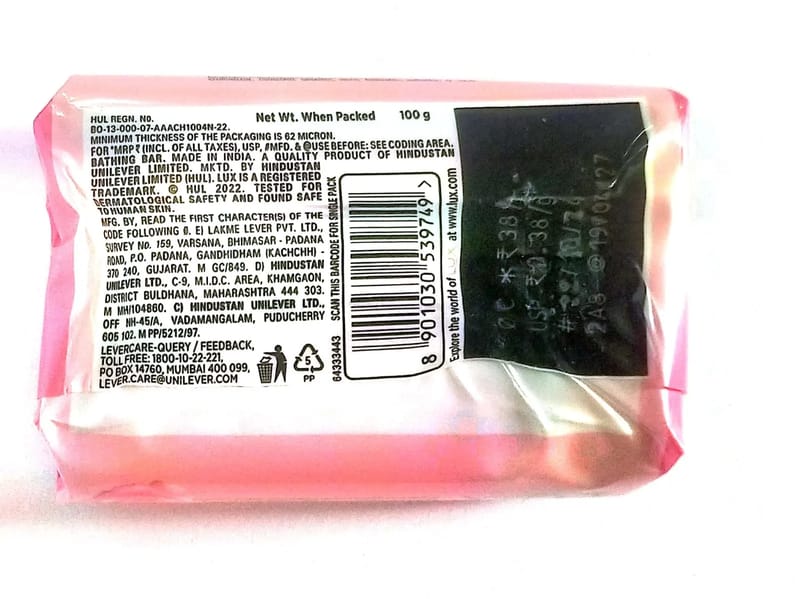 HUL REGN. No.
BO-13-000-07-AAACH1004N-22.
Net Wt. When Packed 100 g
MINIMUM THICKNESS OF THE PACKAGING IS 62 MICRON.
FOR *MRP ₹ (INCL. OF ALL TAXES), USP, #MFD. & @USE BEFORE: SEE CODING AREA.
BATHING BAR. MADE IN INDIA. A QUALITY PRODUCT OF HINDUSTAN
UNILEVER LIMITED. MKTD. BY HINDUSTAN
UNILEVER LIMITED (HUL). LUX IS A REGISTERED
TRADEMARK. © HUL 2022. TESTED FOR
DERMATOLOGICAL SAFETY AND FOUND SAFE
TO HUMAN SKIN.
MFG. BY, READ THE FIRST CHARACTER(S) OF THE
CODE FOLLOWING Ø. E) LAKME LEVER PVT. LTD.,
SURVEY No. 159, VARSANA, BHIMASAR - PADANA
ROAD, P.O. PADANA, GANDHIDHAM (KACHCHH) -
370 240, GUJARAT. M GC/849. D) HINDUSTAN
UNILEVER LTD., C-9, M.I.D.C. AREA, KHAMGAON,
DISTRICT BULDHANA, MAHARASHTRA 444 303.
M MH/104860. C) HINDUSTAN UNILEVER LTD.,
OFF NH-45/A, VADAMANGALAM, PUDUCHERRY
605 102. M PP/5212/97.
LEVERCARE-QUERY / FEEDBACK,
TOLL FREE: 1800-10-22-221,
PO BOX 14760, MUMBAI 400 099,
LEVER.CARE@UNILEVER.COM
5
PP
64333443
SCAN THIS BARCODE FOR SINGLE PACK
8 901030 539749 >
Explore the world of LUX at www.lux.com